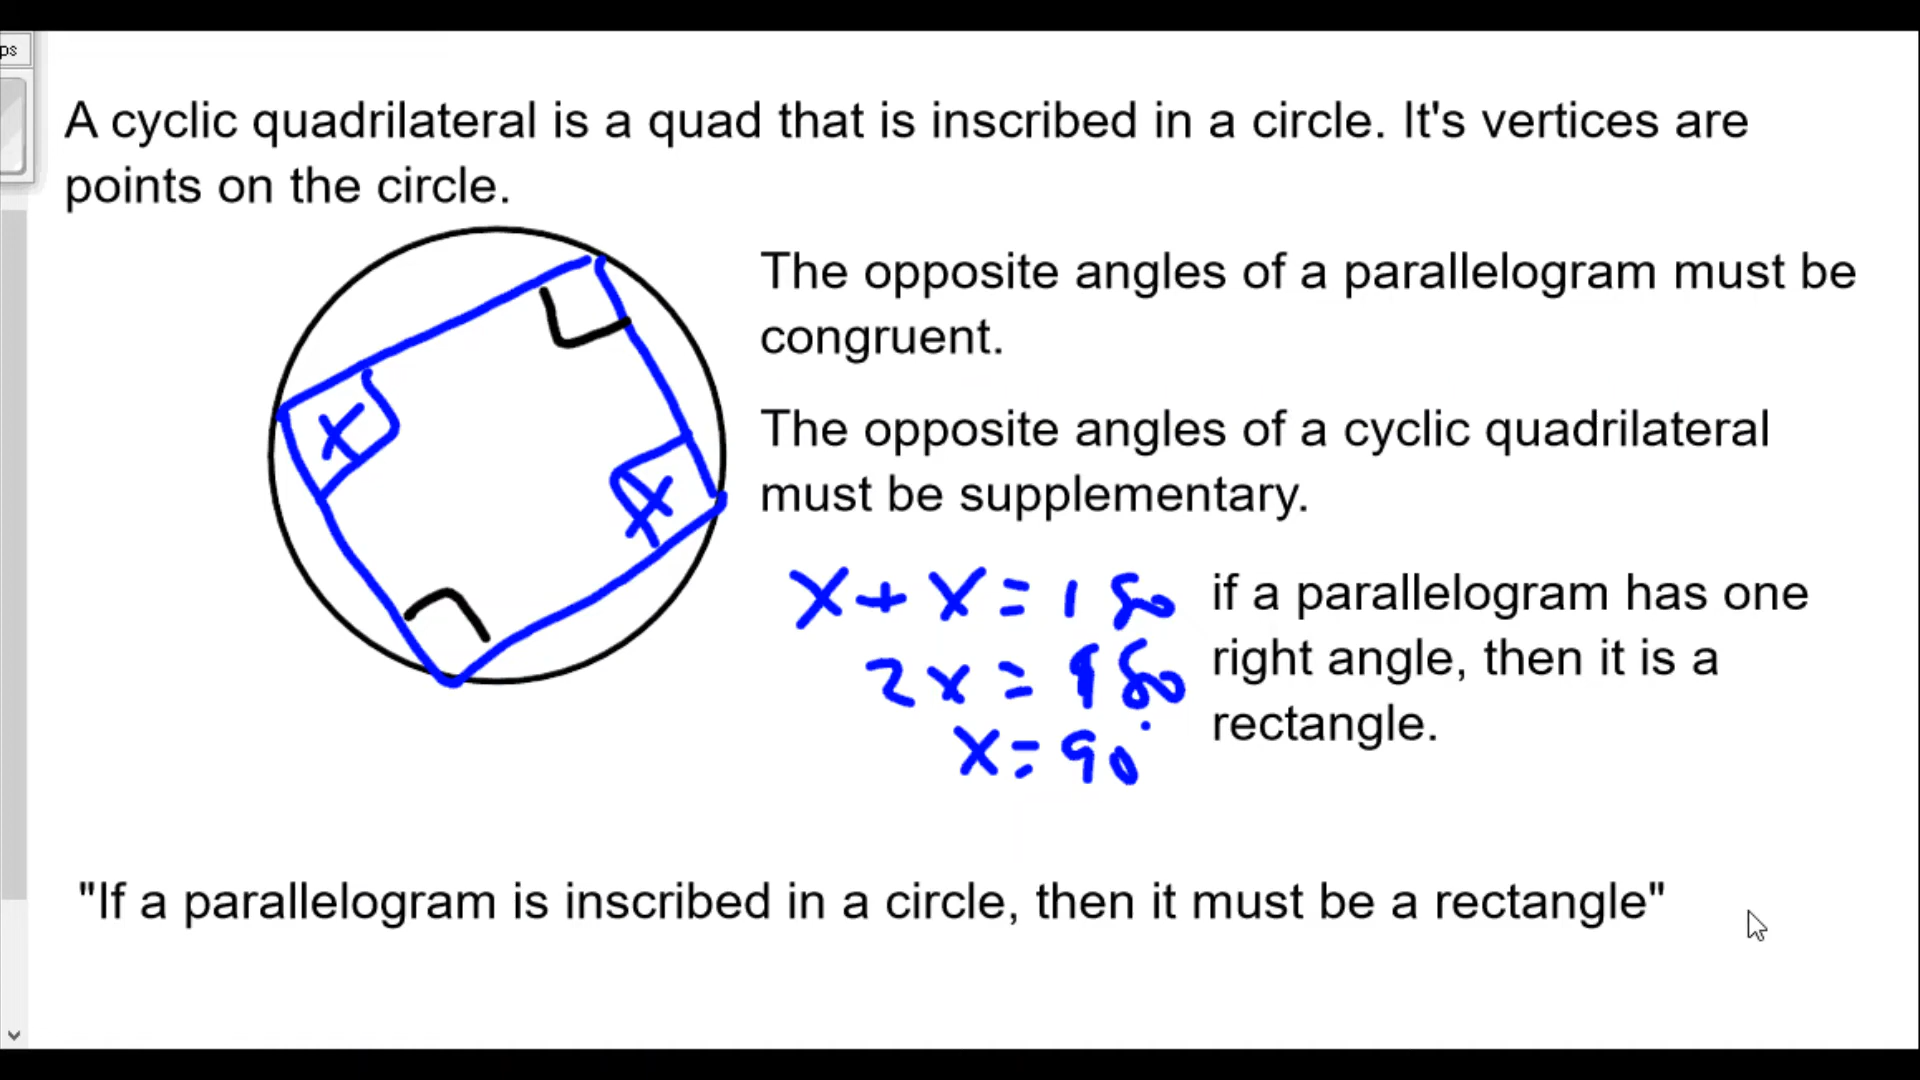 ps
A cyclic quadrilateral is a quad that is inscribed in a circle. It's vertices are
points on the circle.
The opposite angles of a parallelogram must be
congruent.
The opposite angles of a cyclic quadrilateral
must be supplementary.
x
x
x + x = 180
2x = 180
x = 90°
if a parallelogram has one
right angle, then it is a
rectangle.
"If a parallelogram is inscribed in a circle, then it must be a rectangle"